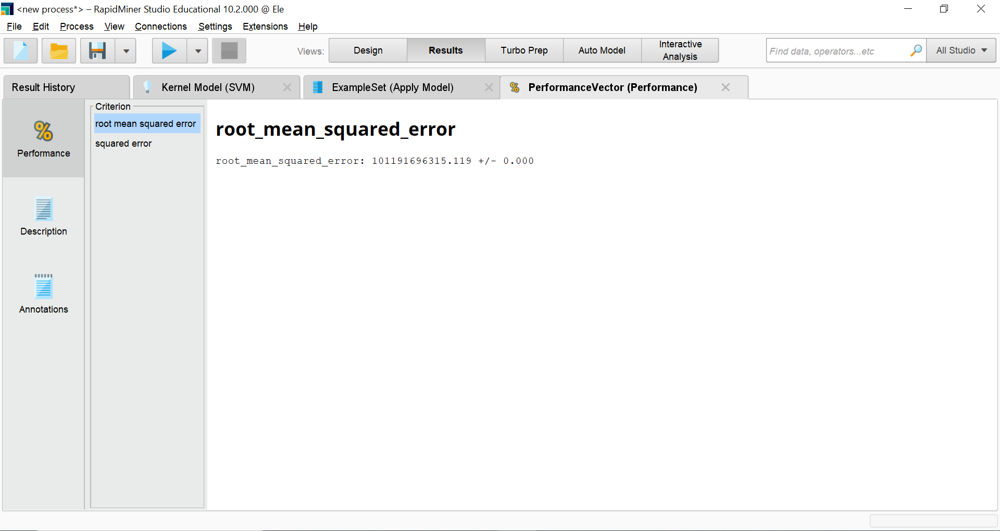 <new process*> – RapidMiner Studio Educational 10.2.000 @ Ele
File Edit Process View Connections Settings Extensions Help
Views: Design Results Turbo Prep Auto Model Interactive Analysis Find data, operators...etc All Studio
Result History Kernel Model (SVM) ExampleSet (Apply Model) % PerformanceVector (Performance)
%
Performance
Description
Annotations
Criterion
root mean squared error
squared error
root_mean_squared_error
root_mean_squared_error: 101191696315.119 +/- 0.000